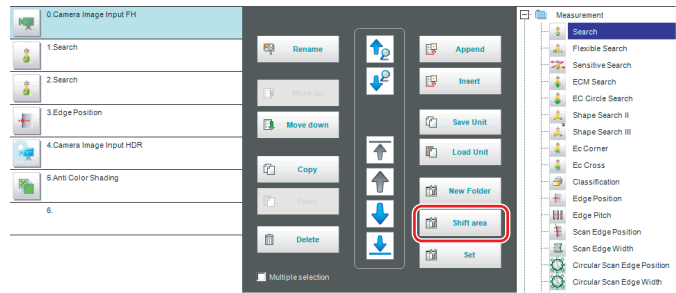 0.Camera Image Input FH
1.Search
2.Search
3.Edge Position
4.Camera Image Input HDR
5.Anti Color Shading
6.
Rename
Move up
Move down
Copy
Paste
Delete
Multiple selection
Append
Insert
Save Unit
Load Unit
New Folder
Shift area
Set
Measurement
Search
Flexible Search
Sensitive Search
ECM Search
EC Circle Search
Shape Search II
Shape Search III
Ec Corner
Ec Cross
Classification
Edge Position
Edge Pitch
Scan Edge Position
Scan Edge Width
Circular Scan Edge Position
Circular Scan Edge Width